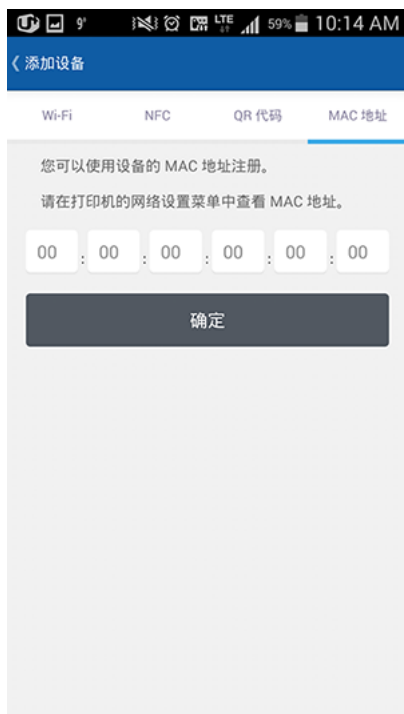 9° LTE 59% 10:14 AM
添加设备
Wi-Fi NFC QR 代码 MAC 地址
您可以使用设备的 MAC 地址注册。
请在打印机的网络设置菜单中查看 MAC 地址。
00 : 00 : 00 : 00 : 00 : 00
确定